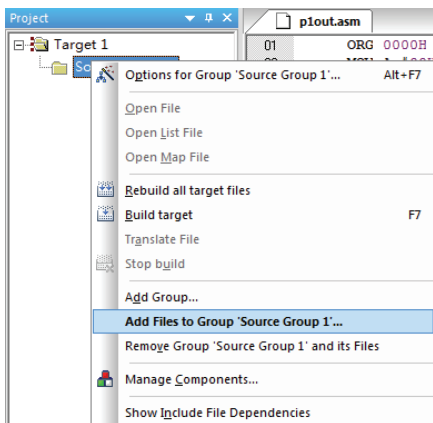 Project
p1out.asm
Target 1
01 ORG 0000H
So
Options for Group 'Source Group 1'... Alt+F7
Open File
Open List File
Open Map File
Rebuild all target files
Build target F7
Translate File
Stop build
Add Group...
Add Files to Group 'Source Group 1'...
Remove Group 'Source Group 1' and its Files
Manage Components...
Show Include File Dependencies